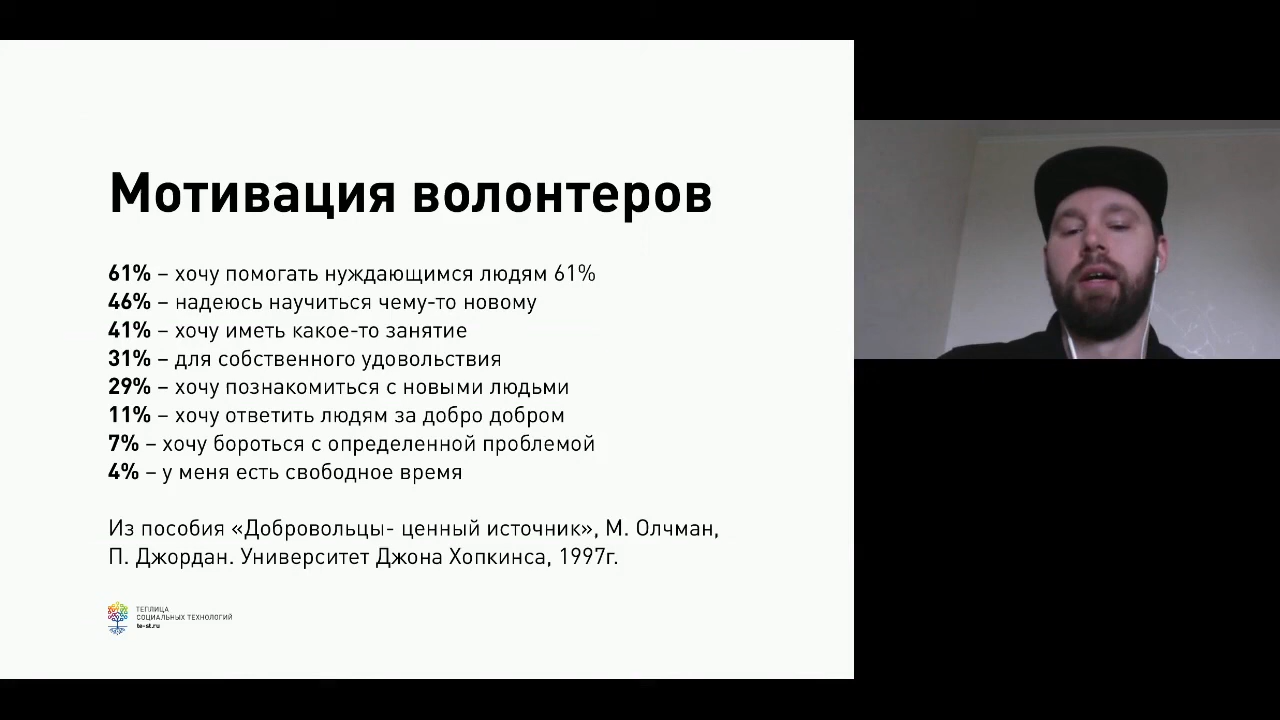 Мотивация волонтеров
61% – хочу помогать нуждающимся людям 61%
46% – надеюсь научиться чему-то новому
41% – хочу иметь какое-то занятие
31% – для собственного удовольствия
29% – хочу познакомиться с новыми людьми
11% – хочу ответить людям за добро добром
7% – хочу бороться с определенной проблемой
4% – у меня есть свободное время
Из пособия «Добровольцы- ценный источник», М. Олчман,
П. Джордан. Университет Джона Хопкинса, 1997г.
ТЕПЛИЦА
СОЦИАЛЬНЫХ ТЕХНОЛОГИЙ
te-st.ru